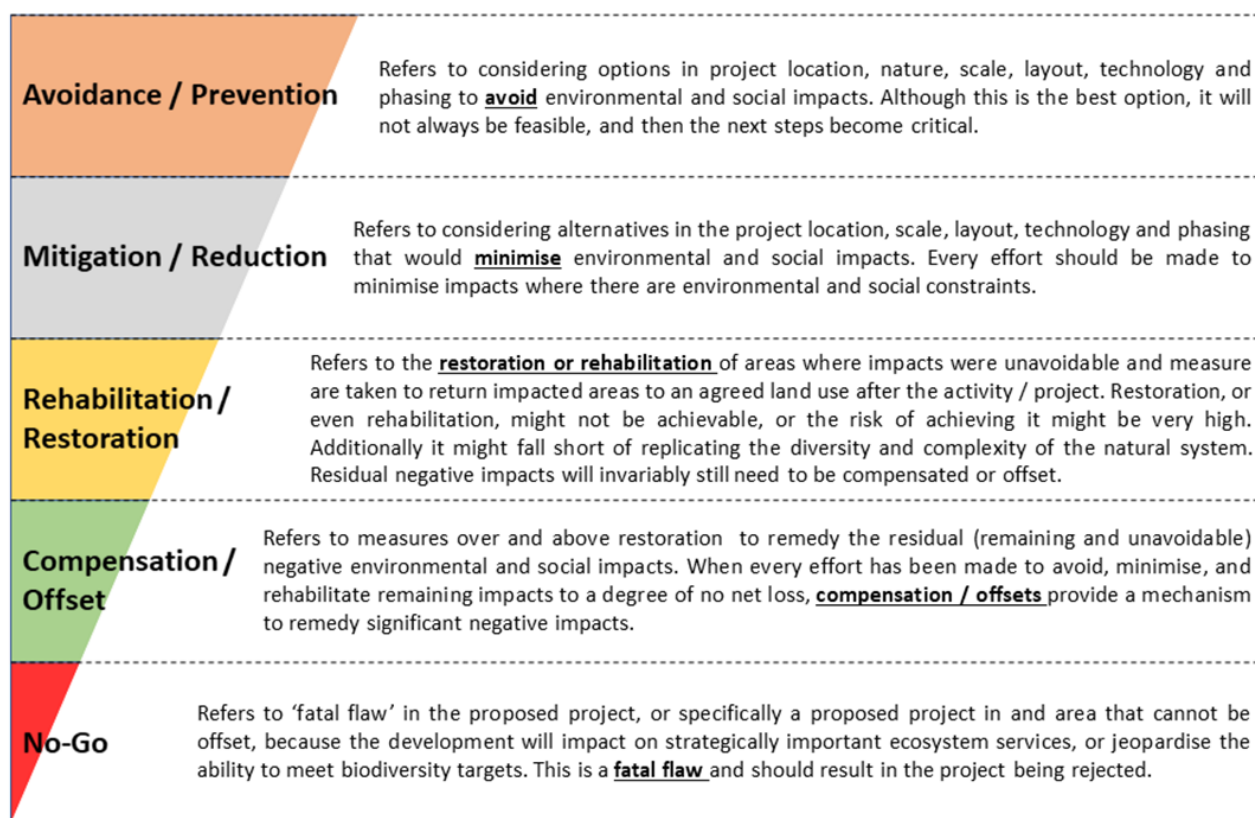 Avoidance / Prevention
Refers to considering options in project location, nature, scale, layout, technology and
phasing to avoid environmental and social impacts. Although this is the best option, it will
not always be feasible, and then the next steps become critical.
Mitigation / Reduction
Refers to considering alternatives in the project location, scale, layout, technology and phasing
that would minimise environmental and social impacts. Every effort should be made to
minimise impacts where there are environmental and social constraints.
Rehabilitation /
Restoration
Refers to the restoration or rehabilitation of areas where impacts were unavoidable and measure
are taken to return impacted areas to an agreed land use after the activity / project. Restoration, or
even rehabilitation, might not be achievable, or the risk of achieving it might be very high.
Additionally it might fall short of replicating the diversity and complexity of the natural system.
Residual negative impacts will invariably still need to be compensated or offset.
Compensation /
Offset
Refers to measures over and above restoration to remedy the residual (remaining and unavoidable)
negative environmental and social impacts. When every effort has been made to avoid, minimise, and
rehabilitate remaining impacts to a degree of no net loss, compensation / offsets provide a mechanism
to remedy significant negative impacts.
No-Go
Refers to ‘fatal flaw’ in the proposed project, or specifically a proposed project in and area that cannot be
offset, because the development will impact on strategically important ecosystem services, or jeopardise the
ability to meet biodiversity targets. This is a fatal flaw and should result in the project being rejected.